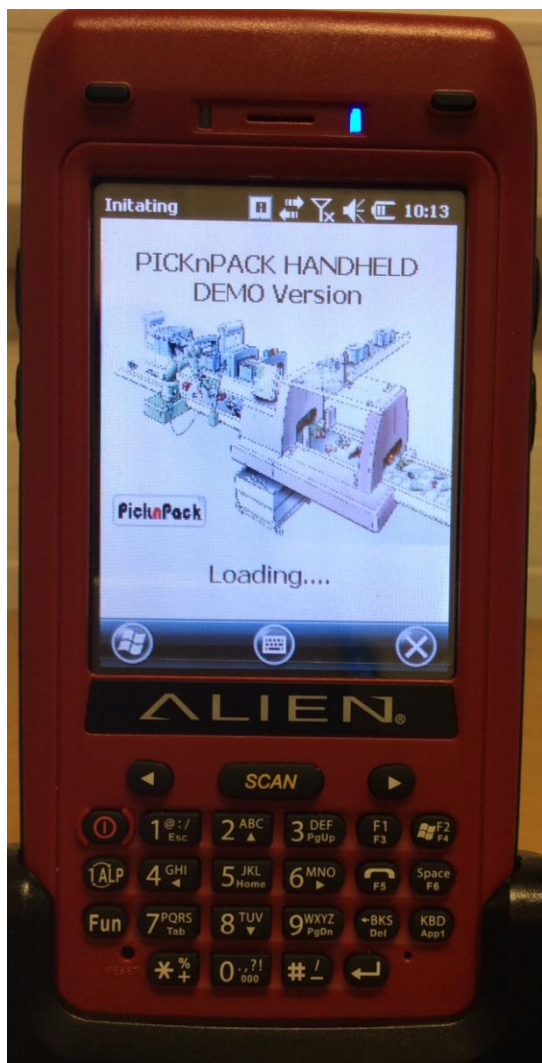 Initating
10:13
PICKnPACK HANDHELD
DEMO Version
PicknPack
Loading....
ALIEN®
SCAN
1 @:/ Esc
2 ABC
3 DEF PgUp
F1 F3
F2 F4
1ALP
4 GHI
5 JKL Home
6 MNO
F5
Space F6
Fun
7 PQRS Tab
8 TUV
9 WXYZ PgDn
←BKS Del
KBD App1
RESET
* % +
0 .,?! 000
# / _